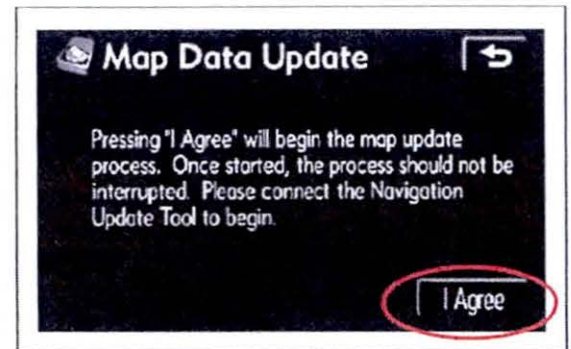 Map Data Update
Pressing "I Agree" will begin the map update
process. Once started, the process should not be
interrupted. Please connect the Navigation
Update Tool to begin.
I Agree